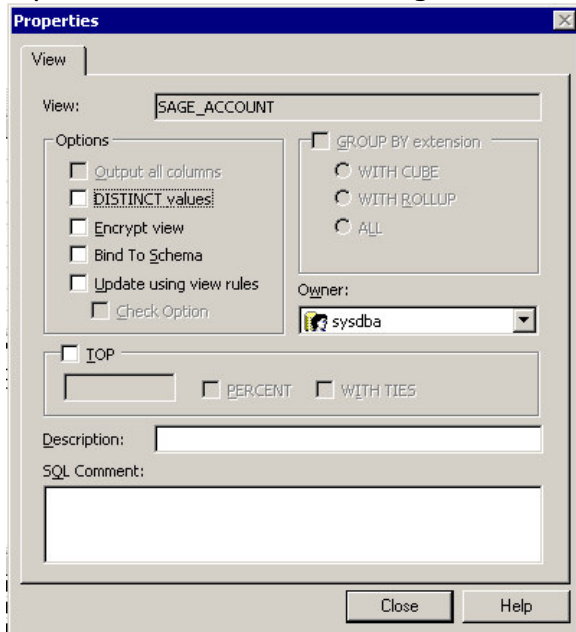 Properties
View
View: SAGE_ACCOUNT
Options
Output all columns
DISTINCT values
Encrypt view
Bind To Schema
Update using view rules
Check Option
GROUP BY extension
WITH CUBE
WITH ROLLUP
ALL
Owner:
sysdba
TOP
PERCENT WITH TIES
Description:
SQL Comment:
Close Help